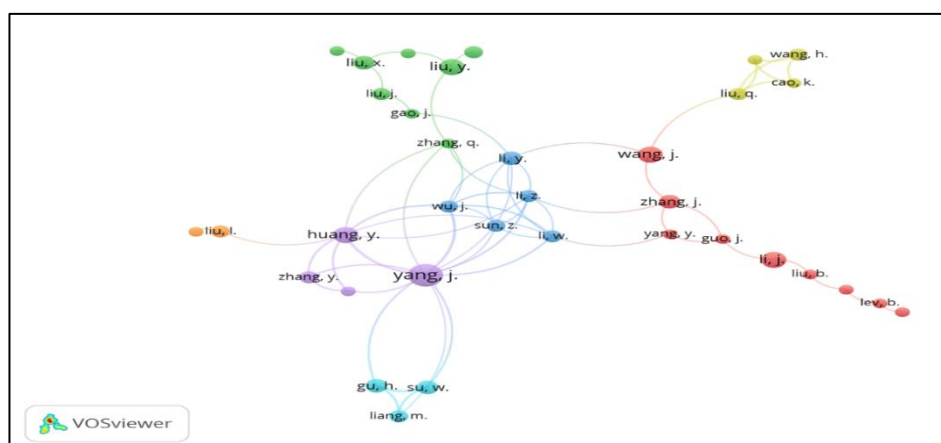 wang, h.
liu, x.
liu, y.
cao, k.
liu, q.
liu, j.
gao, j.
zhang, q.
li, y.
wang, j.
li, z.
zhang, j.
wu, j.
sun, z.
li, w.
yang, y.
guo, j.
liu, l.
huang, y.
li, j.
zhang, y.
yang, j.
liu, b.
lev, b.
gu, h.
su, w.
liang, m.
VOSviewer